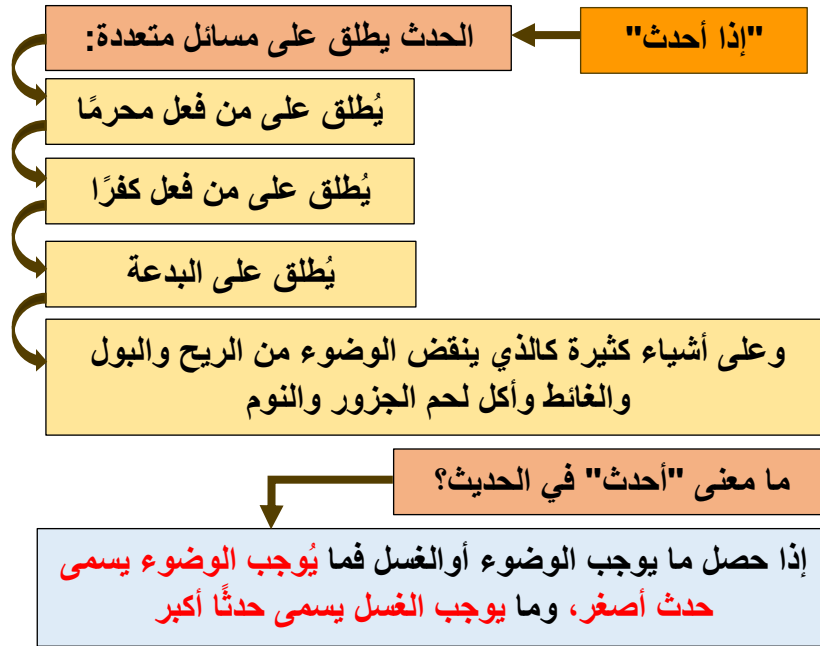 "إذا أحدث"
الحدث يطلق على مسائل متعددة:
يُطلق على من فعل محرمًا
يُطلق على من فعل كفرًا
يُطلق على البدعة
وعلى أشياء كثيرة كالذي ينقض الوضوء من الريح والبول
والغائط وأكل لحم الجزور والنوم
ما معنى "أحدث" في الحديث؟
إذا حصل ما يوجب الوضوء أوالغسل فما يُوجب الوضوء يسمى
حدث أصغر، وما يوجب الغسل يسمى حدثًا أكبر